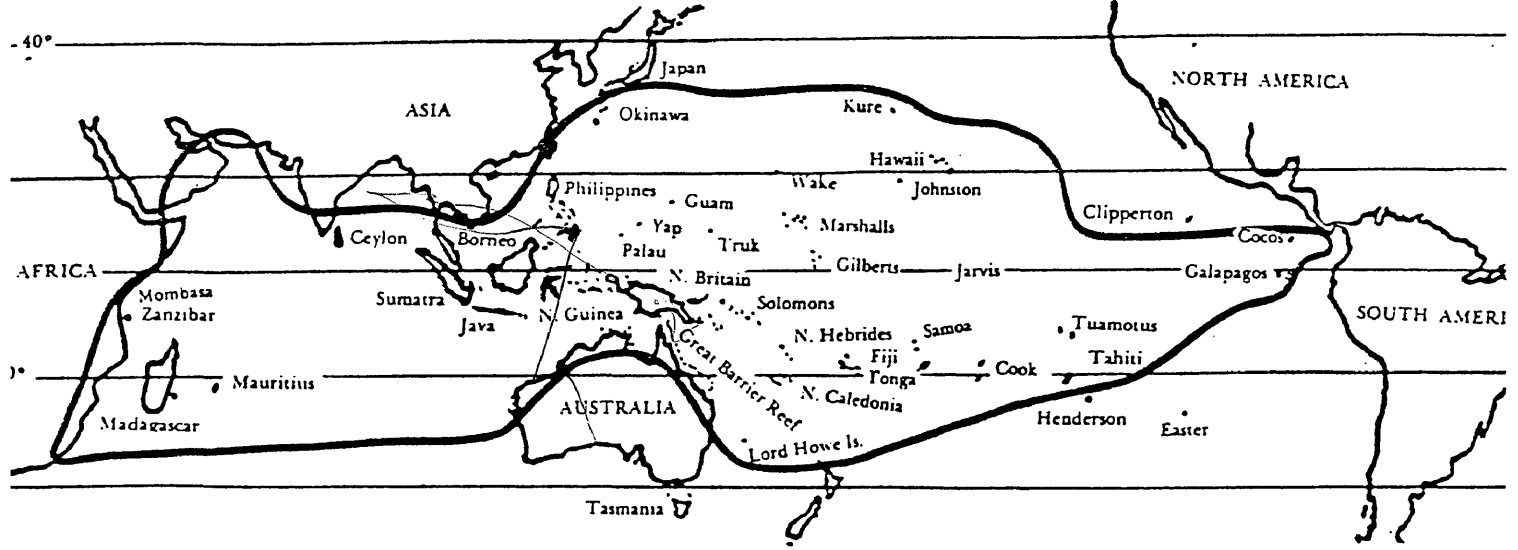 - 40°
Japan
NORTH AMERICA
ASIA
Kure
Okinawa
Hawaii
Wake
Johnston
Philippines
Guam
Clipperton
Yap
Marshalls
Ceylon
Borneo
Cocos
Palau
Truk
AFRICA
N. Britain
Gilberts
Jarvis
Galapagos
Mombasa
Sumatra
Solomons
Zanzibar
Java
N. Guinea
SOUTH AMERI
Samoa
Tuamotus
N. Hebrides
Great Barrier Reef
Fiji
Tahiti
)°
Mauritius
Tonga
Cook
N. Caledonia
AUSTRALIA
Madagascar
Henderson
Easter
Lord Howe Is.
Tasmania